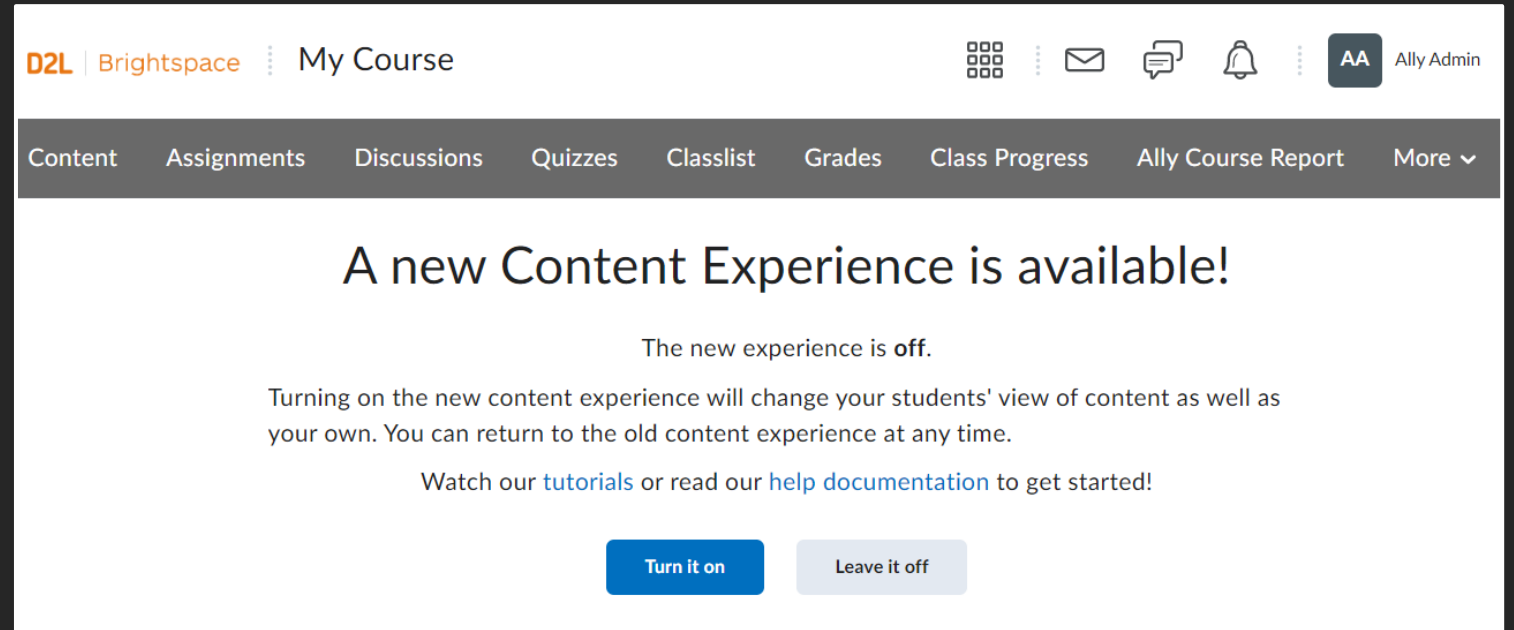 D2L Brightspace My Course AA Ally Admin
Content Assignments Discussions Quizzes Classlist Grades Class Progress Ally Course Report More
A new Content Experience is available!
The new experience is off.
Turning on the new content experience will change your students' view of content as well as
your own. You can return to the old content experience at any time.
Watch our tutorials or read our help documentation to get started!
Turn it on Leave it off